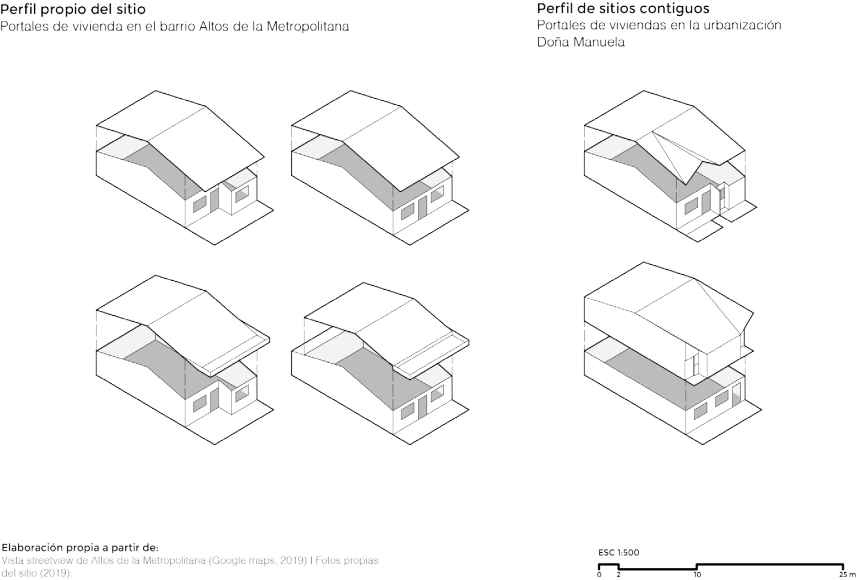 Perfil propio del sitio
Portales de vivienda en el barrio Altos de la Metropolitana
Perfil de sitios contiguos
Portales de viviendas en la urbanización
Doña Manuela
Elaboración propia a partir de:
Vista streetview de Altos de la Metropolitana (Google maps, 2019) | Fotos propias
del sitio (2019).
ESC 1:500
0 2 10 25 m